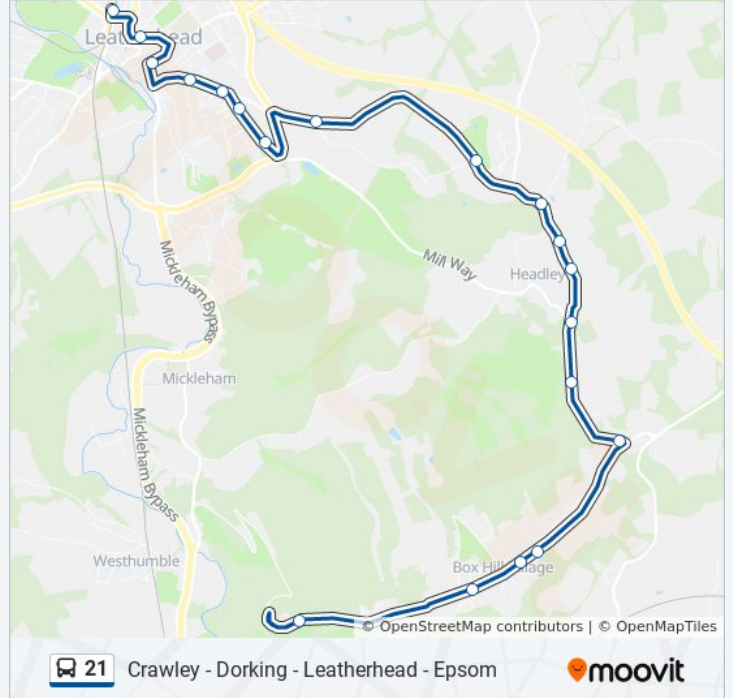 Leatherhead
Mill Way
Headley
Mickleham Bypass
Mickleham
Mickleham Bypass
Westhumble
Box Hill Village
© OpenStreetMap contributors | © OpenMapTiles
21 Crawley - Dorking - Leatherhead - Epsom
moovit